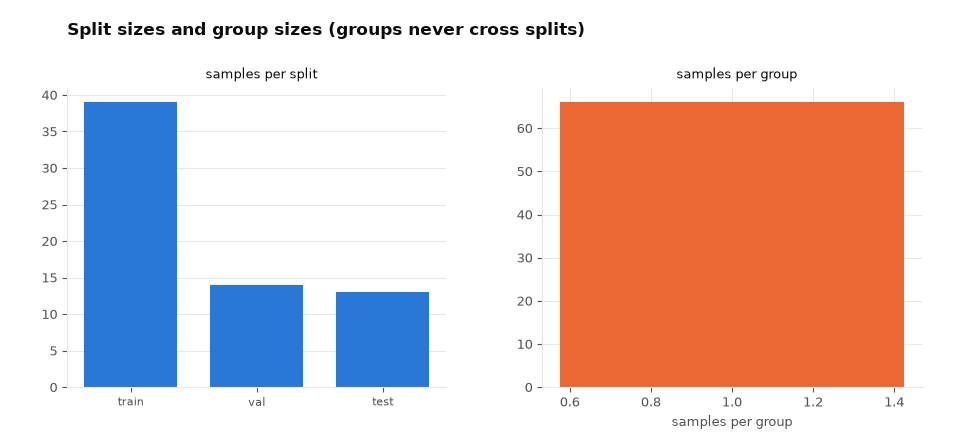 Split sizes and group sizes (groups never cross splits)
samples per split
40
35
30
25
20
15
10
5
0
train val test
samples per group
60
50
40
30
20
10
0
0.6 0.8 1.0 1.2 1.4
samples per group